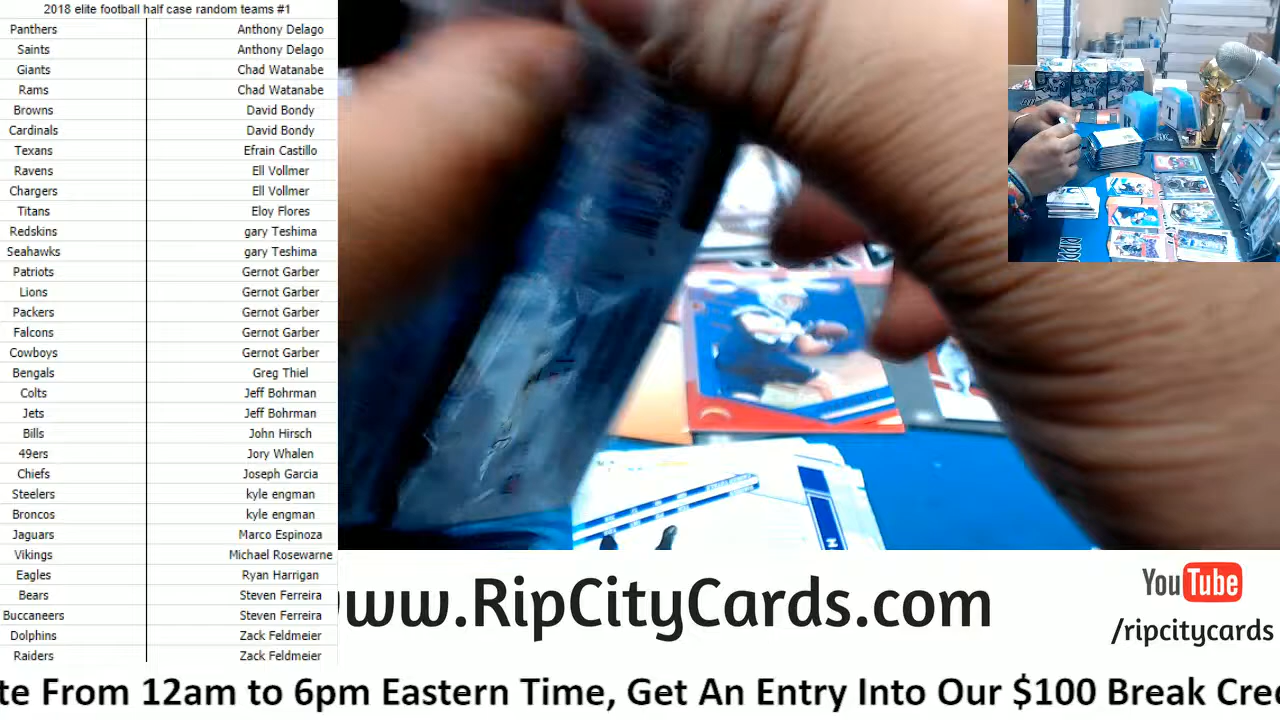 2018 elite football half case random teams #1
Panthers Anthony Delago
Saints Anthony Delago
Giants Chad Watanabe
Rams Chad Watanabe
Browns David Bondy
Cardinals David Bondy
Texans Efrain Castillo
Ravens Ell Vollmer
Chargers Ell Vollmer
Titans Eloy Flores
Redskins gary Teshima
Seahawks gary Teshima
Patriots Gernot Garber
Lions Gernot Garber
Packers Gernot Garber
Falcons Gernot Garber
Cowboys Gernot Garber
Bengals Greg Thiel
Colts Jeff Bohrman
Jets Jeff Bohrman
Bills John Hirsch
49ers Jory Whalen
Chiefs Joseph Garcia
Steelers kyle engman
Broncos kyle engman
Jaguars Marco Espinoza
Vikings Michael Rosewarne
Eagles Ryan Harrigan
Bears Steven Ferreira
Buccaneers Steven Ferreira
Dolphins Zack Feldmeier
Raiders Zack Feldmeier
www.RipCityCards.com
YouTube
/ripcitycards
te From 12am to 6pm Eastern Time, Get An Entry Into Our $100 Break Cre